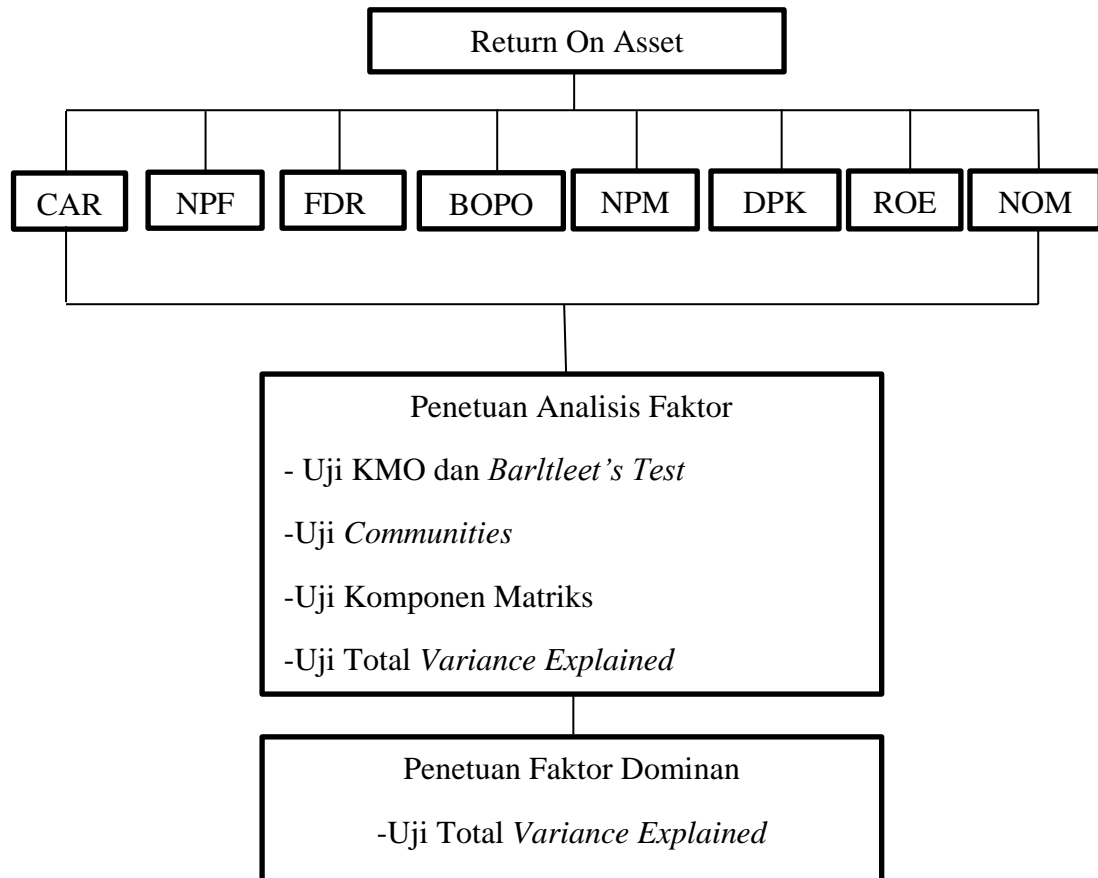 Return On Asset
CAR NPF FDR BOPO NPM DPK ROE NOM
Penetuan Analisis Faktor
- Uji KMO dan Barltleet’s Test
-Uji Communities
-Uji Komponen Matriks
-Uji Total Variance Explained
Penetuan Faktor Dominan
-Uji Total Variance Explained